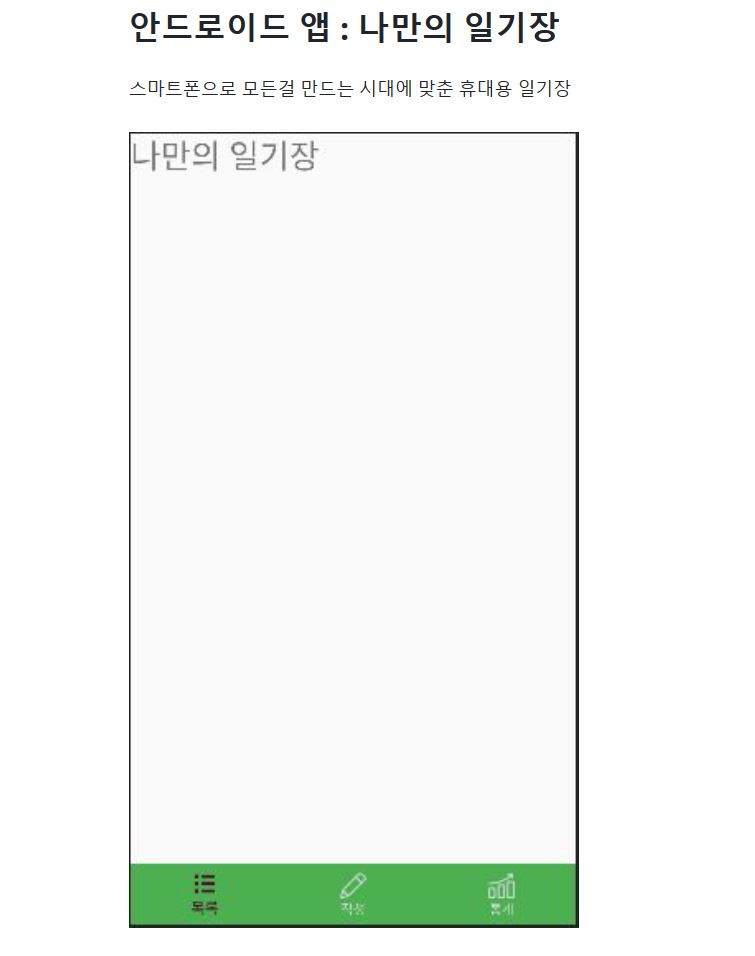 안드로이드 앱 : 나만의 일기장
스마트폰으로 모든걸 만드는 시대에 맞춘 휴대용 일기장
나만의 일기장
목록
작성
통계